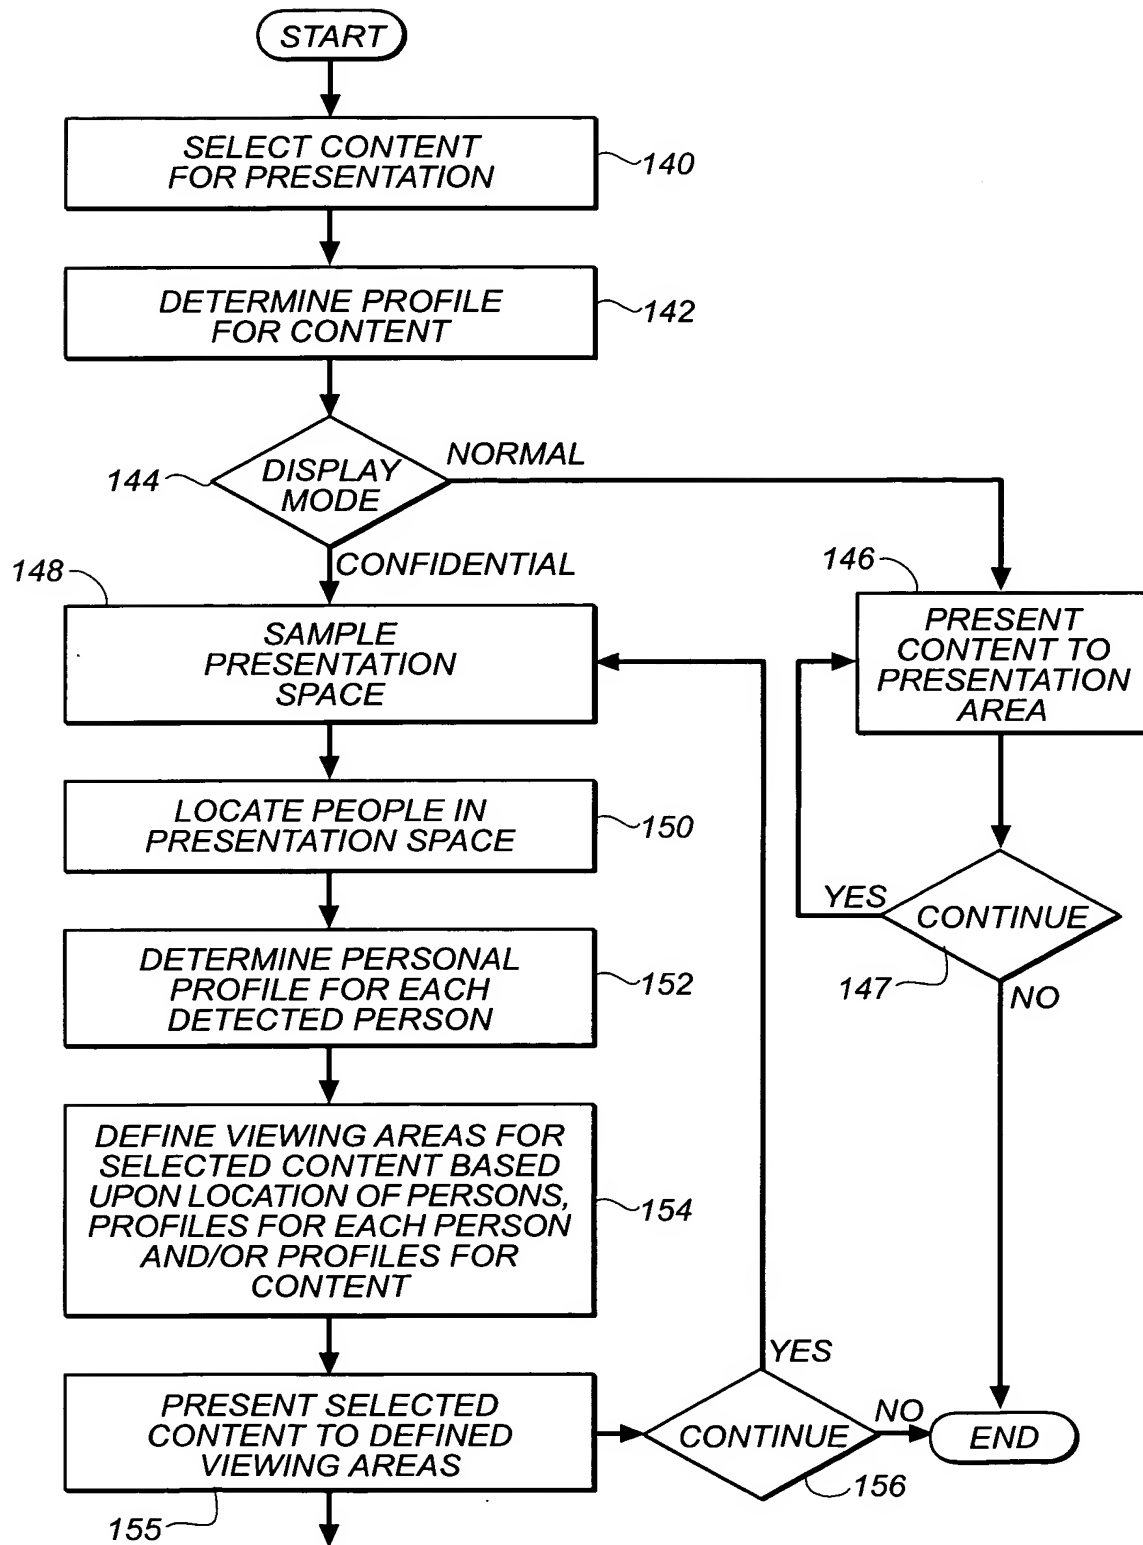 START
SELECT CONTENT
FOR PRESENTATION
140
DETERMINE PROFILE
FOR CONTENT
142
144
DISPLAY
MODE
NORMAL
CONFIDENTIAL
148
SAMPLE
PRESENTATION
SPACE
146
PRESENT
CONTENT TO
PRESENTATION
AREA
LOCATE PEOPLE IN
PRESENTATION SPACE
150
YES
CONTINUE
147
NO
DETERMINE PERSONAL
PROFILE FOR EACH
DETECTED PERSON
152
DEFINE VIEWING AREAS FOR
SELECTED CONTENT BASED
UPON LOCATION OF PERSONS,
PROFILES FOR EACH PERSON
AND/OR PROFILES FOR
CONTENT
154
PRESENT SELECTED
CONTENT TO DEFINED
VIEWING AREAS
155
YES
CONTINUE
NO
156
END